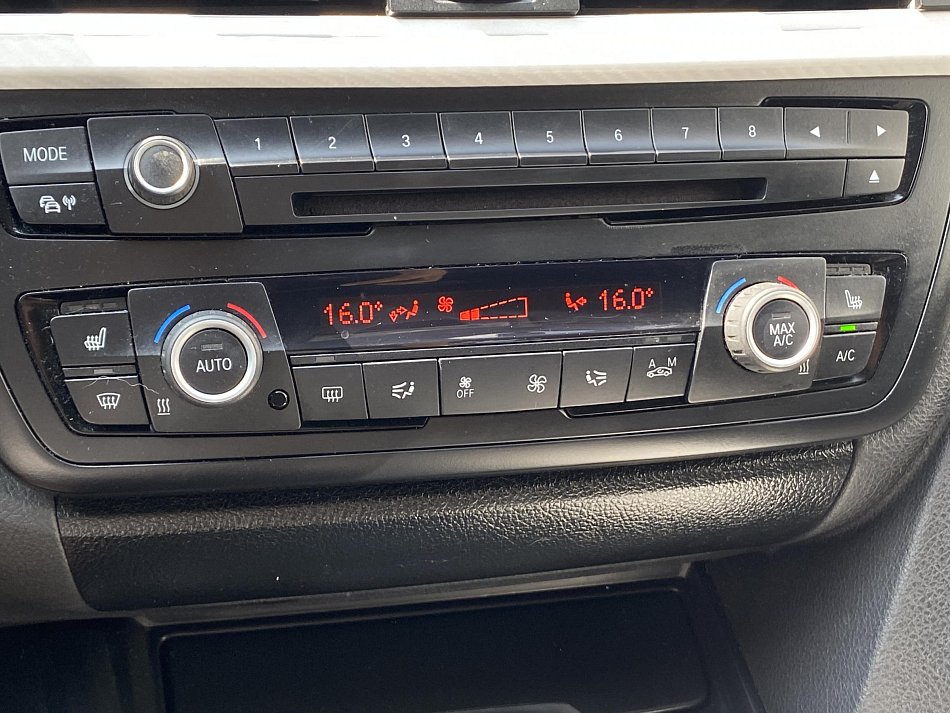 MODE 1 2 3 4 5 6 7 8
16.0° 16.0°
AUTO MAX A/C A/C
OFF A M